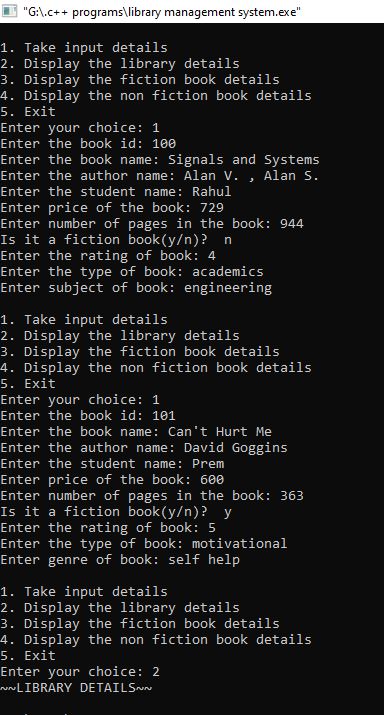 "G:\.c++ programs\library management system.exe"
1. Take input details
2. Display the library details
3. Display the fiction book details
4. Display the non fiction book details
5. Exit
Enter your choice: 1
Enter the book id: 100
Enter the book name: Signals and Systems
Enter the author name: Alan V. , Alan S.
Enter the student name: Rahul
Enter price of the book: 729
Enter number of pages in the book: 944
Is it a fiction book(y/n)?  n
Enter the rating of book: 4
Enter the type of book: academics
Enter subject of book: engineering
1. Take input details
2. Display the library details
3. Display the fiction book details
4. Display the non fiction book details
5. Exit
Enter your choice: 1
Enter the book id: 101
Enter the book name: Can't Hurt Me
Enter the author name: David Goggins
Enter the student name: Prem
Enter price of the book: 600
Enter number of pages in the book: 363
Is it a fiction book(y/n)?  y
Enter the rating of book: 5
Enter the type of book: motivational
Enter genre of book: self help
1. Take input details
2. Display the library details
3. Display the fiction book details
4. Display the non fiction book details
5. Exit
Enter your choice: 2
~~LIBRARY DETAILS~~